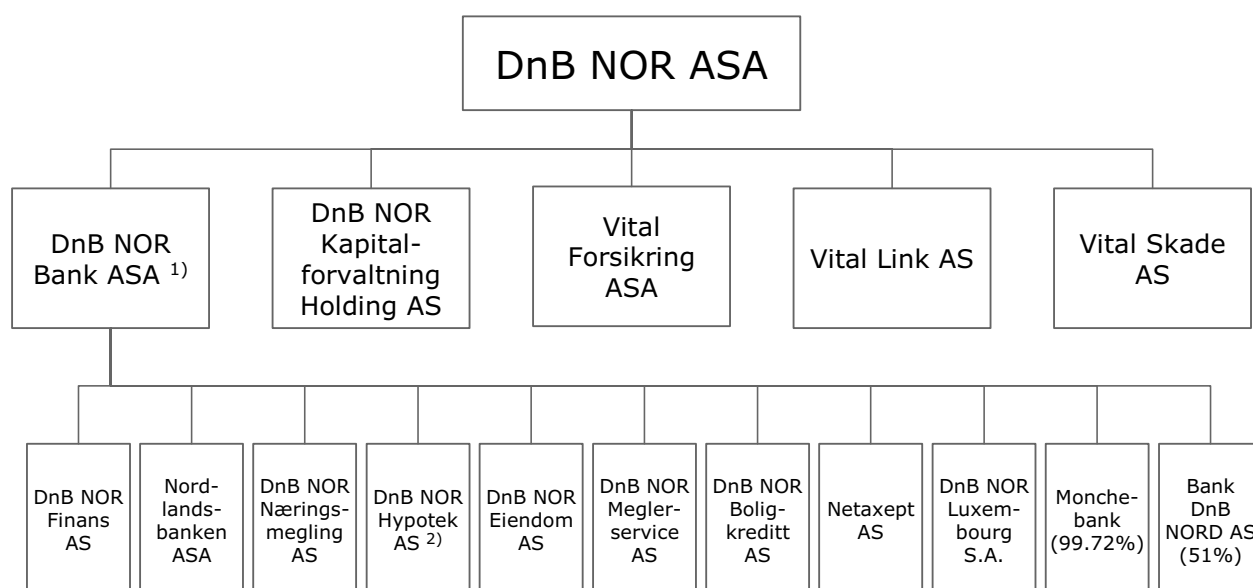 DnB NOR ASA
DnB NOR
Bank ASA 1)
DnB NOR
Kapital-
forvaltning
Holding AS
Vital
Forsikring
ASA
Vital Link AS
Vital Skade
AS
DnB NOR
Finans
AS
Nord-
lands-
banken
ASA
DnB NOR
Nærings-
megling
AS
DnB NOR
Hypotek
AS 2)
DnB NOR
Eiendom
AS
DnB NOR
Megler-
service
AS
DnB NOR
Bolig-
kreditt
AS
Netaxept
AS
DnB NOR
Luxem-
bourg
S.A.
Monche-
bank
(99.72%)
Bank
DnB
NORD AS
(51%)